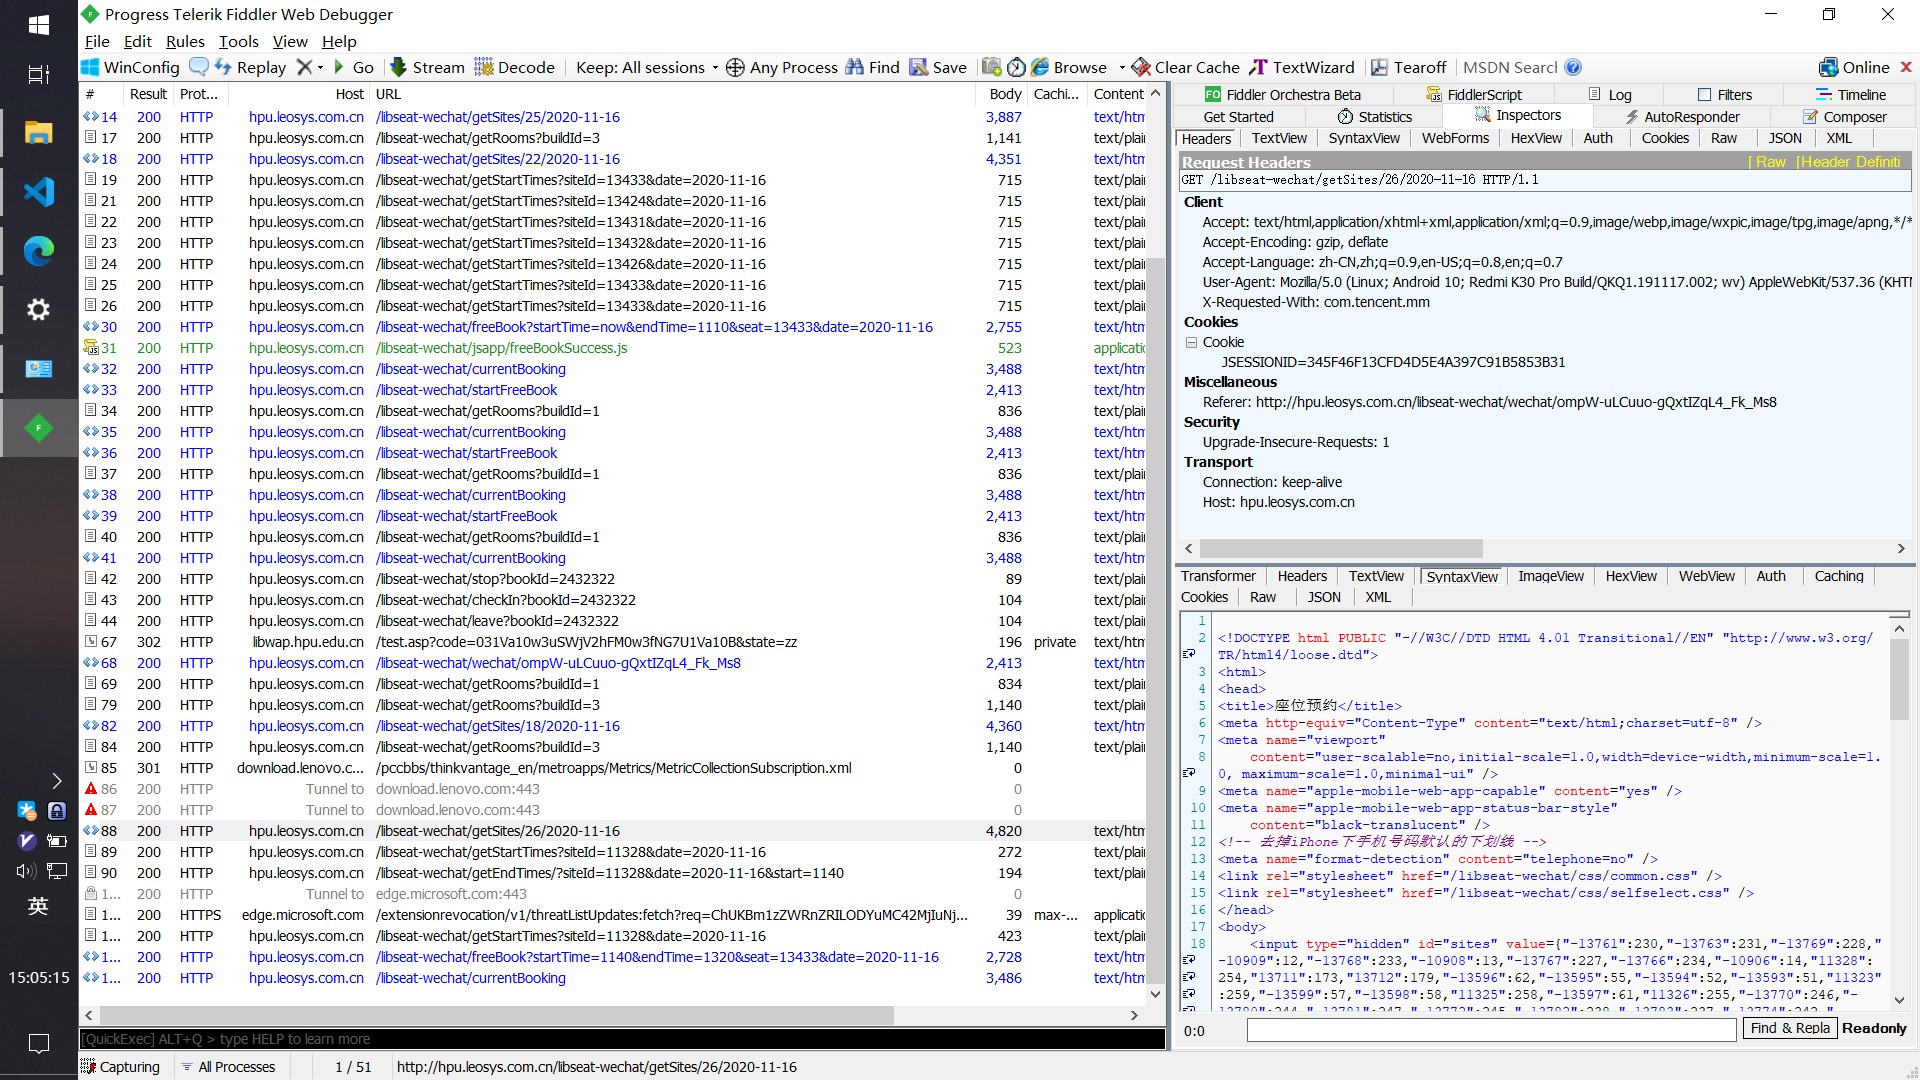 Progress Telerik Fiddler Web Debugger
File Edit Rules Tools View Help
WinConfig Replay Go Stream Decode Keep: All sessions Any Process Find Save Browse Clear Cache TextWizard Tearoff MSDN Search Online
# Result Prot... Host URL Body Cachi... Content
14 200 HTTP hpu.leosys.com.cn /libseat-wechat/getSites/25/2020-11-16 3,887 text/htm
17 200 HTTP hpu.leosys.com.cn /libseat-wechat/getRooms?buildId=3 1,141 text/plai
18 200 HTTP hpu.leosys.com.cn /libseat-wechat/getSites/22/2020-11-16 4,351 text/htm
19 200 HTTP hpu.leosys.com.cn /libseat-wechat/getStartTimes?siteId=13433&date=2020-11-16 715 text/plai
21 200 HTTP hpu.leosys.com.cn /libseat-wechat/getStartTimes?siteId=13424&date=2020-11-16 715 text/plai
22 200 HTTP hpu.leosys.com.cn /libseat-wechat/getStartTimes?siteId=13431&date=2020-11-16 715 text/plai
23 200 HTTP hpu.leosys.com.cn /libseat-wechat/getStartTimes?siteId=13432&date=2020-11-16 715 text/plai
24 200 HTTP hpu.leosys.com.cn /libseat-wechat/getStartTimes?siteId=13426&date=2020-11-16 715 text/plai
25 200 HTTP hpu.leosys.com.cn /libseat-wechat/getStartTimes?siteId=13433&date=2020-11-16 715 text/plai
26 200 HTTP hpu.leosys.com.cn /libseat-wechat/getStartTimes?siteId=13433&date=2020-11-16 715 text/plai
30 200 HTTP hpu.leosys.com.cn /libseat-wechat/freeBook?startTime=now&endTime=1110&seat=13433&date=2020-11-16 2,755 text/htm
31 200 HTTP hpu.leosys.com.cn /libseat-wechat/jsapp/freeBookSuccess.js 523 applicatio
32 200 HTTP hpu.leosys.com.cn /libseat-wechat/currentBooking 3,488 text/htm
33 200 HTTP hpu.leosys.com.cn /libseat-wechat/startFreeBook 2,413 text/htm
34 200 HTTP hpu.leosys.com.cn /libseat-wechat/getRooms?buildId=1 836 text/plai
35 200 HTTP hpu.leosys.com.cn /libseat-wechat/currentBooking 3,488 text/htm
36 200 HTTP hpu.leosys.com.cn /libseat-wechat/startFreeBook 2,413 text/htm
37 200 HTTP hpu.leosys.com.cn /libseat-wechat/getRooms?buildId=1 836 text/plai
38 200 HTTP hpu.leosys.com.cn /libseat-wechat/currentBooking 3,488 text/htm
39 200 HTTP hpu.leosys.com.cn /libseat-wechat/startFreeBook 2,413 text/htm
40 200 HTTP hpu.leosys.com.cn /libseat-wechat/getRooms?buildId=1 836 text/plai
41 200 HTTP hpu.leosys.com.cn /libseat-wechat/currentBooking 3,488 text/htm
42 200 HTTP hpu.leosys.com.cn /libseat-wechat/stop?bookId=2432322 89 text/plai
43 200 HTTP hpu.leosys.com.cn /libseat-wechat/checkIn?bookId=2432322 104 text/plai
44 200 HTTP hpu.leosys.com.cn /libseat-wechat/leave?bookId=2432322 104 text/plai
67 302 HTTP libwap.hpu.edu.cn /test.asp?code=031Va10w3uSWjV2hFM0w3fNG7U1Va10B&state=zz 196 private text/htm
68 200 HTTP hpu.leosys.com.cn /libseat-wechat/wechat/ompW-uLCuuo-gQxtIZqL4_Fk_Ms8 2,413 text/htm
69 200 HTTP hpu.leosys.com.cn /libseat-wechat/getRooms?buildId=1 834 text/plai
79 200 HTTP hpu.leosys.com.cn /libseat-wechat/getRooms?buildId=3 1,140 text/plai
82 200 HTTP hpu.leosys.com.cn /libseat-wechat/getSites/18/2020-11-16 4,360 text/htm
84 200 HTTP hpu.leosys.com.cn /libseat-wechat/getRooms?buildId=3 1,140 text/plai
85 301 HTTP download.lenovo.c... /pccbbs/thinkvantage_en/metroapps/Metrics/MetricCollectionSubscription.xml 0
86 200 HTTP Tunnel to download.lenovo.com:443 0
87 200 HTTP Tunnel to download.lenovo.com:443 0
88 200 HTTP hpu.leosys.com.cn /libseat-wechat/getSites/26/2020-11-16 4,820 text/htm
89 200 HTTP hpu.leosys.com.cn /libseat-wechat/getStartTimes?siteId=11328&date=2020-11-16 272 text/plai
90 200 HTTP hpu.leosys.com.cn /libseat-wechat/getEndTimes/?siteId=11328&date=2020-11-16&start=1140 194 text/plai
1... 200 HTTP Tunnel to edge.microsoft.com:443 0
1... 200 HTTPS edge.microsoft.com /extensionrevocation/v1/threatListUpdates:fetch?req=ChUKBm1zZWRnZRILODYuMC42MjIuNj... 39 max-... applicatio
1... 200 HTTP hpu.leosys.com.cn /libseat-wechat/getStartTimes?siteId=11328&date=2020-11-16 423 text/plai
1... 200 HTTP hpu.leosys.com.cn /libseat-wechat/freeBook?startTime=1140&endTime=1320&seat=13433&date=2020-11-16 2,728 text/htm
1... 200 HTTP hpu.leosys.com.cn /libseat-wechat/currentBooking 3,486 text/htm
[QuickExec] ALT+Q > type HELP to learn more
Capturing All Processes 1 / 51 http://hpu.leosys.com.cn/libseat-wechat/getSites/26/2020-11-16
FO Fiddler Orchestra Beta FiddlerScript Log Filters Timeline
Get Started Statistics Inspectors AutoResponder Composer
Headers TextView SyntaxView WebForms HexView Auth Cookies Raw JSON XML
Request Headers [ Raw [Header Definiti
GET /libseat-wechat/getSites/26/2020-11-16 HTTP/1.1
Client
Accept: text/html,application/xhtml+xml,application/xml;q=0.9,image/webp,image/wxpic,image/tpg,image/apng,*/*
Accept-Encoding: gzip, deflate
Accept-Language: zh-CN,zh;q=0.9,en-US;q=0.8,en;q=0.7
User-Agent: Mozilla/5.0 (Linux; Android 10; Redmi K30 Pro Build/QKQ1.191117.002; wv) AppleWebKit/537.36 (KHTM
X-Requested-With: com.tencent.mm
Cookies
Cookie
JSESSIONID=345F46F13CFD4D5E4A397C91B5853B31
Miscellaneous
Referer: http://hpu.leosys.com.cn/libseat-wechat/wechat/ompW-uLCuuo-gQxtIZqL4_Fk_Ms8
Security
Upgrade-Insecure-Requests: 1
Transport
Connection: keep-alive
Host: hpu.leosys.com.cn
Transformer Headers TextView SyntaxView ImageView HexView WebView Auth Caching
Cookies Raw JSON XML
1
2 <!DOCTYPE html PUBLIC "-//W3C//DTD HTML 4.01 Transitional//EN" "http://www.w3.org/
TR/html4/loose.dtd">
3 <html>
4 <head>
5 <title>座位预约</title>
6 <meta http-equiv="Content-Type" content="text/html;charset=utf-8" />
7 <meta name="viewport"
8 content="user-scalable=no,initial-scale=1.0,width=device-width,minimum-scale=1.
0, maximum-scale=1.0,minimal-ui" />
9 <meta name="apple-mobile-web-app-capable" content="yes" />
10 <meta name="apple-mobile-web-app-status-bar-style"
11 content="black-translucent" />
12 <!-- 去掉iPhone下手机号码默认的下划线 -->
13 <meta name="format-detection" content="telephone=no" />
14 <link rel="stylesheet" href="/libseat-wechat/css/common.css" />
15 <link rel="stylesheet" href="/libseat-wechat/css/selfselect.css" />
16 </head>
17 <body>
18 <input type="hidden" id="sites" value={"-13761":230,"-13763":231,"-13769":228,"
-10909":12,"-13768":233,"-10908":13,"-13767":227,"-13766":234,"-10906":14,"11328":
254,"13711":173,"13712":179,"-13596":62,"-13595":55,"-13594":52,"-13593":51,"11323"
:259,"-13599":57,"-13598":58,"11325":258,"-13597":61,"11326":255,"-13770":246,"-
0:0 Find & Repla Readonly
英
15:05:15